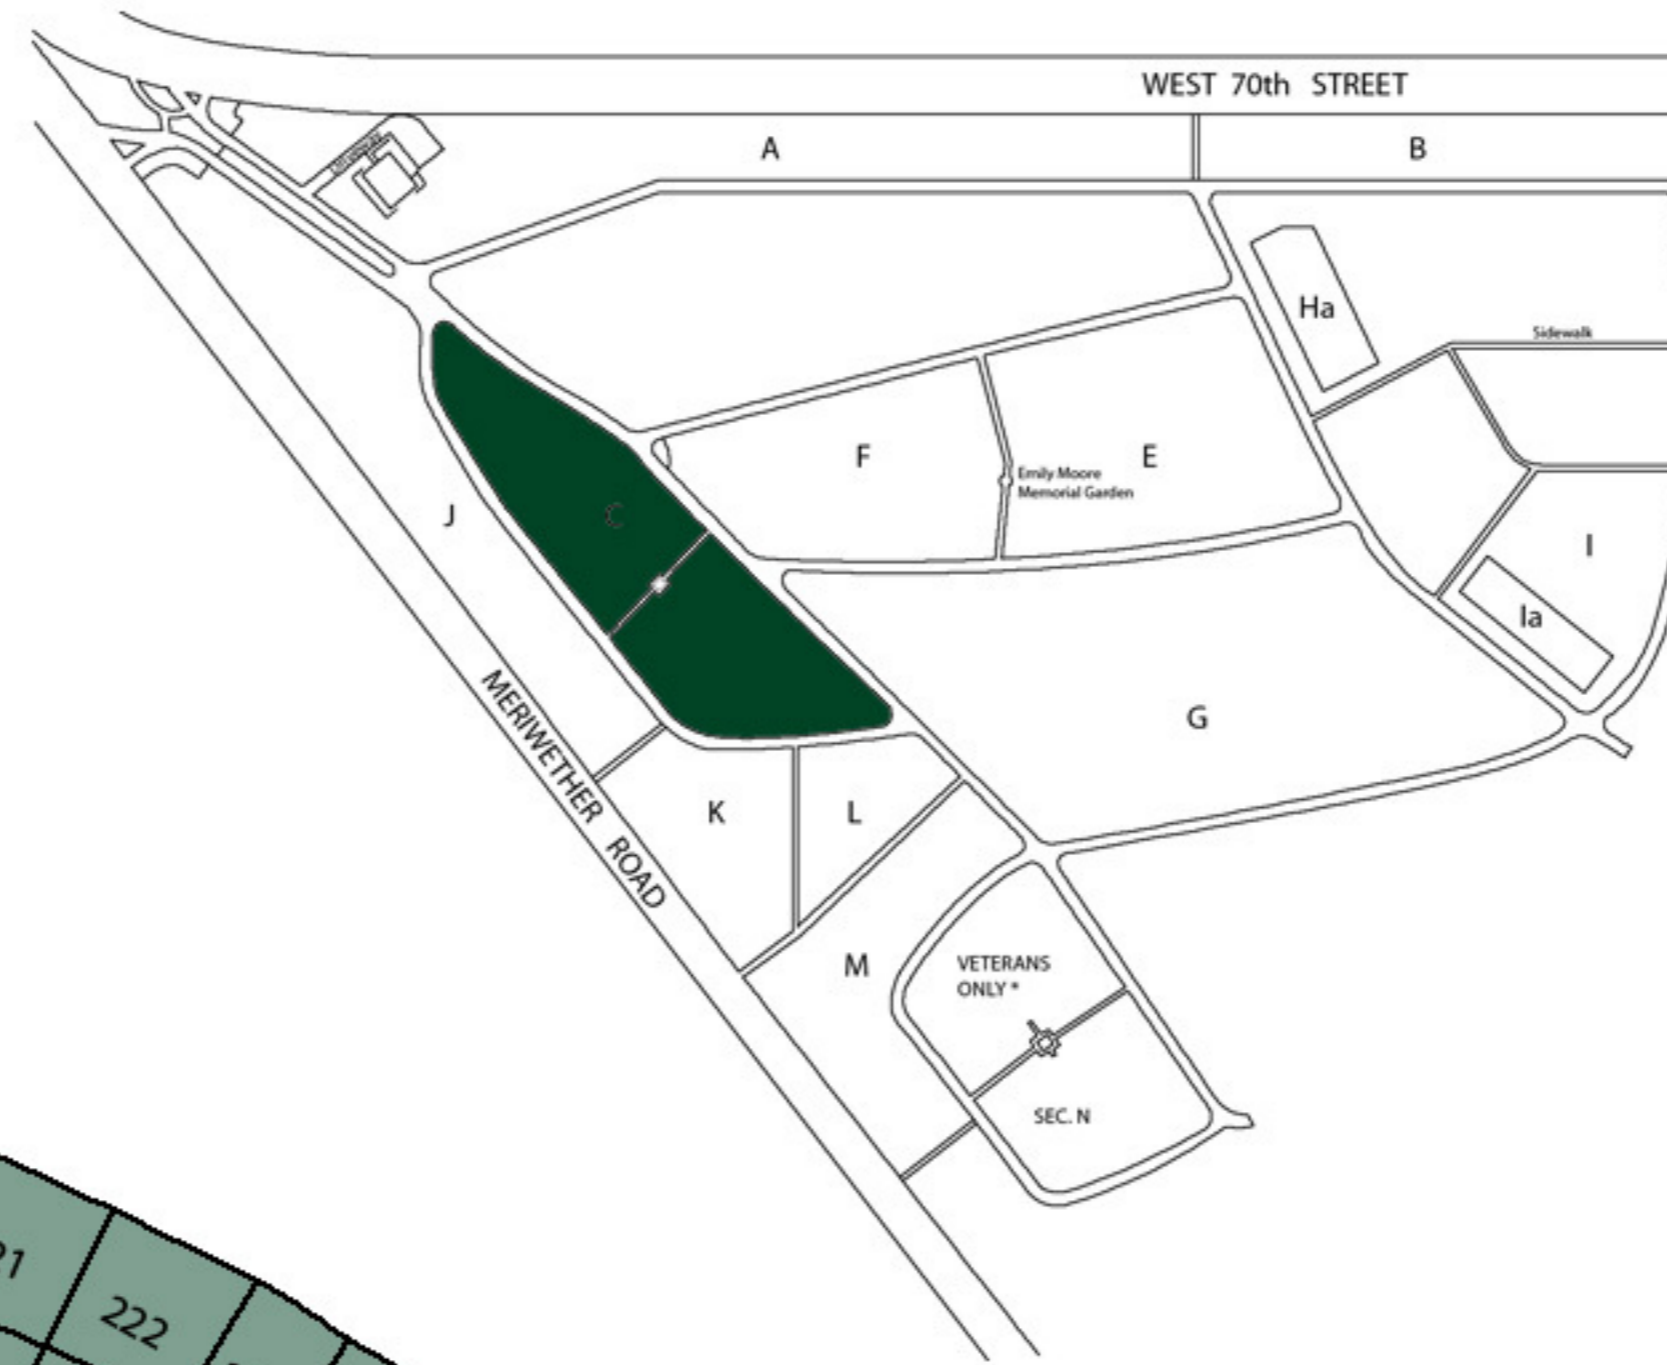 WEST 70th STREET
A
B
Ha
Sidewalk
F
E
Emily Moore
Memorial Garden
J
C
I
Ia
G
MERIWETHER ROAD
K
L
M
VETERANS
ONLY *
SEC. N
222